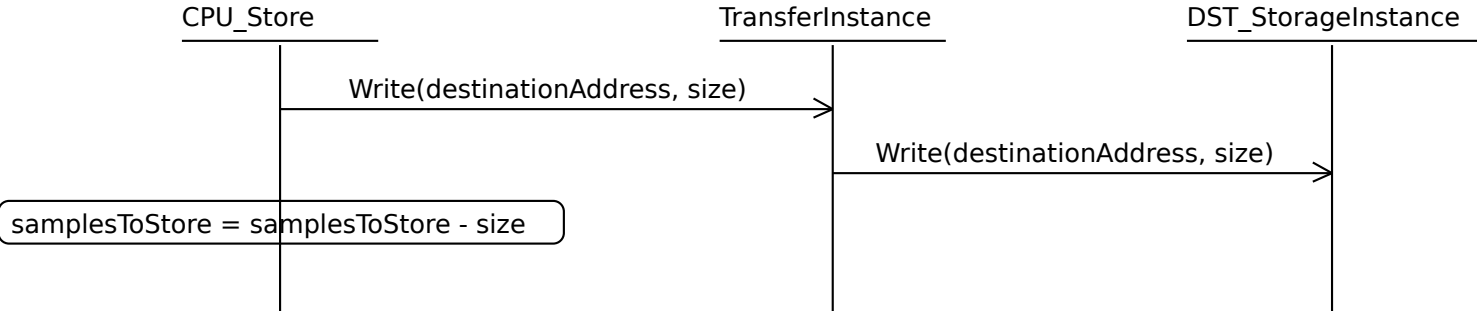 CPU_Store
TransferInstance
DST_StorageInstance
Write(destinationAddress, size)
Write(destinationAddress, size)
samplesToStore = samplesToStore - size